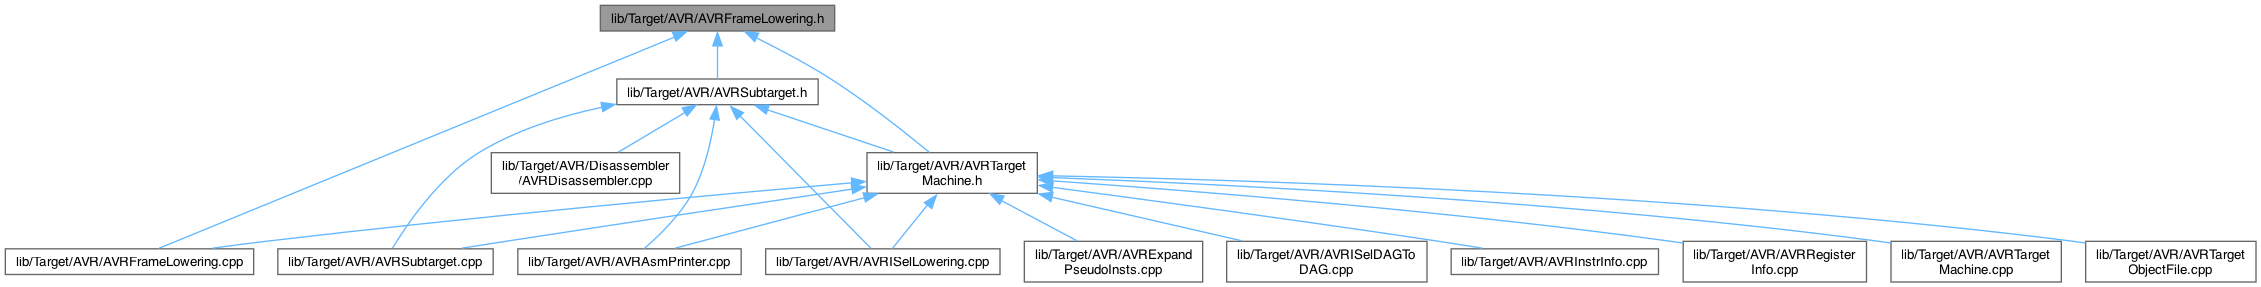 lib/Target/AVR/AVRFrameLowering.h
lib/Target/AVR/AVRSubtarget.h
lib/Target/AVR/Disassembler
/AVRDisassembler.cpp
lib/Target/AVR/AVRTarget
Machine.h
lib/Target/AVR/AVRFrameLowering.cpp
lib/Target/AVR/AVRSubtarget.cpp
lib/Target/AVR/AVRAsmPrinter.cpp
lib/Target/AVR/AVRISelLowering.cpp
lib/Target/AVR/AVRExpand
PseudoInsts.cpp
lib/Target/AVR/AVRISelDAGTo
DAG.cpp
lib/Target/AVR/AVRInstrInfo.cpp
lib/Target/AVR/AVRRegister
Info.cpp
lib/Target/AVR/AVRTarget
Machine.cpp
lib/Target/AVR/AVRTarget
ObjectFile.cpp